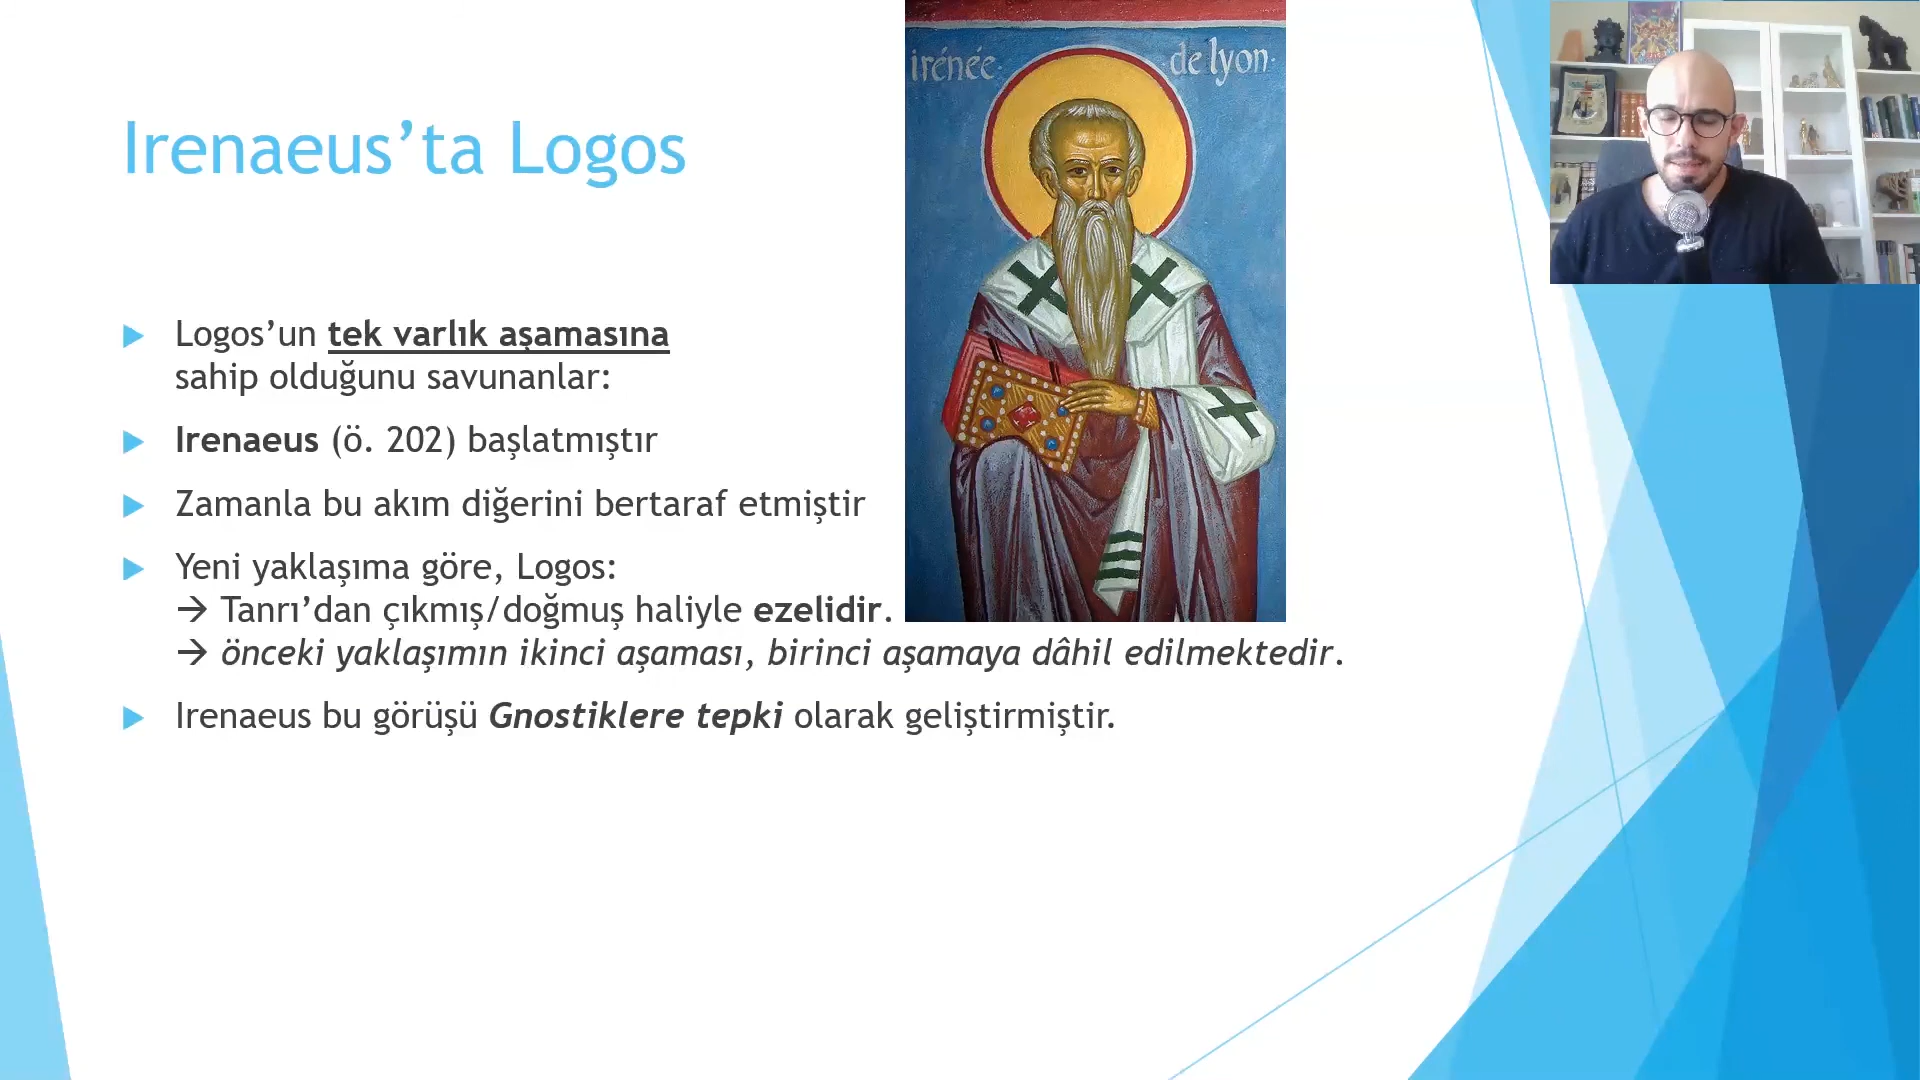 Irenaeus’ta Logos
irénée de lyon.
Logos’un tek varlık aşamasına
sahip olduğunu savunanlar:
Irenaeus (ö. 202) başlatmıştır
Zamanla bu akım diğerini bertaraf etmiştir
Yeni yaklaşıma göre, Logos:
→ Tanrı’dan çıkmış/doğmuş haliyle ezelidir.
→ önceki yaklaşımın ikinci aşaması, birinci aşamaya dâhil edilmektedir.
Irenaeus bu görüşü Gnostiklere tepki olarak geliştirmiştir.